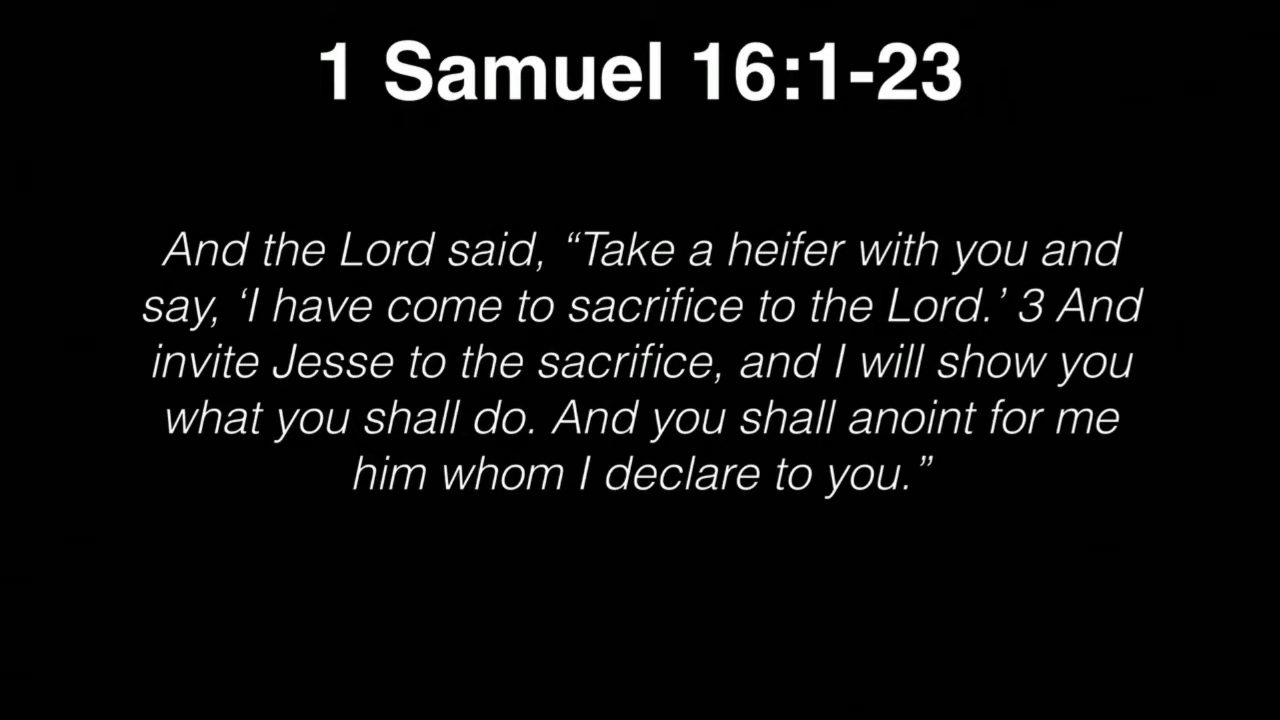 1 Samuel 16:1-23
And the Lord said, “Take a heifer with you and
say, ‘I have come to sacrifice to the Lord.’ 3 And
invite Jesse to the sacrifice, and I will show you
what you shall do. And you shall anoint for me
him whom I declare to you.”